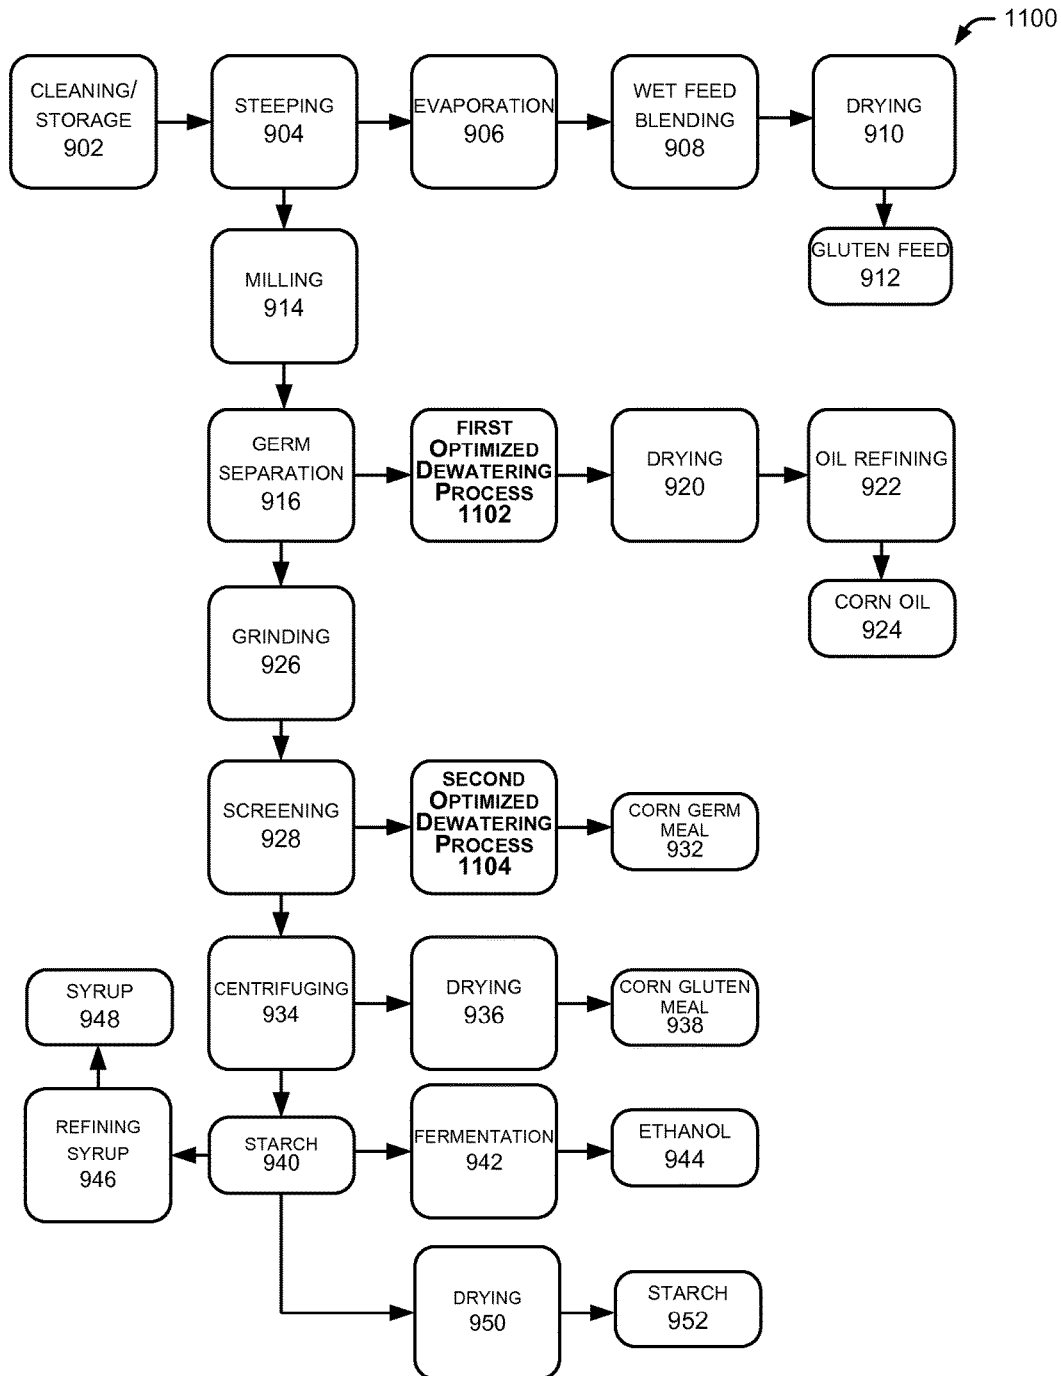 1100
CLEANING/
STORAGE
902
STEEPING
904
EVAPORATION
906
WET FEED
BLENDING
908
DRYING
910
GLUTEN FEED
912
MILLING
914
GERM
SEPARATION
916
FIRST
OPTIMIZED
DEWATERING
PROCESS
1102
DRYING
920
OIL REFINING
922
CORN OIL
924
GRINDING
926
SCREENING
928
SECOND
OPTIMIZED
DEWATERING
PROCESS
1104
CORN GERM
MEAL
932
CENTRIFUGING
934
DRYING
936
CORN GLUTEN
MEAL
938
SYRUP
948
REFINING
SYRUP
946
STARCH
940
FERMENTATION
942
ETHANOL
944
DRYING
950
STARCH
952